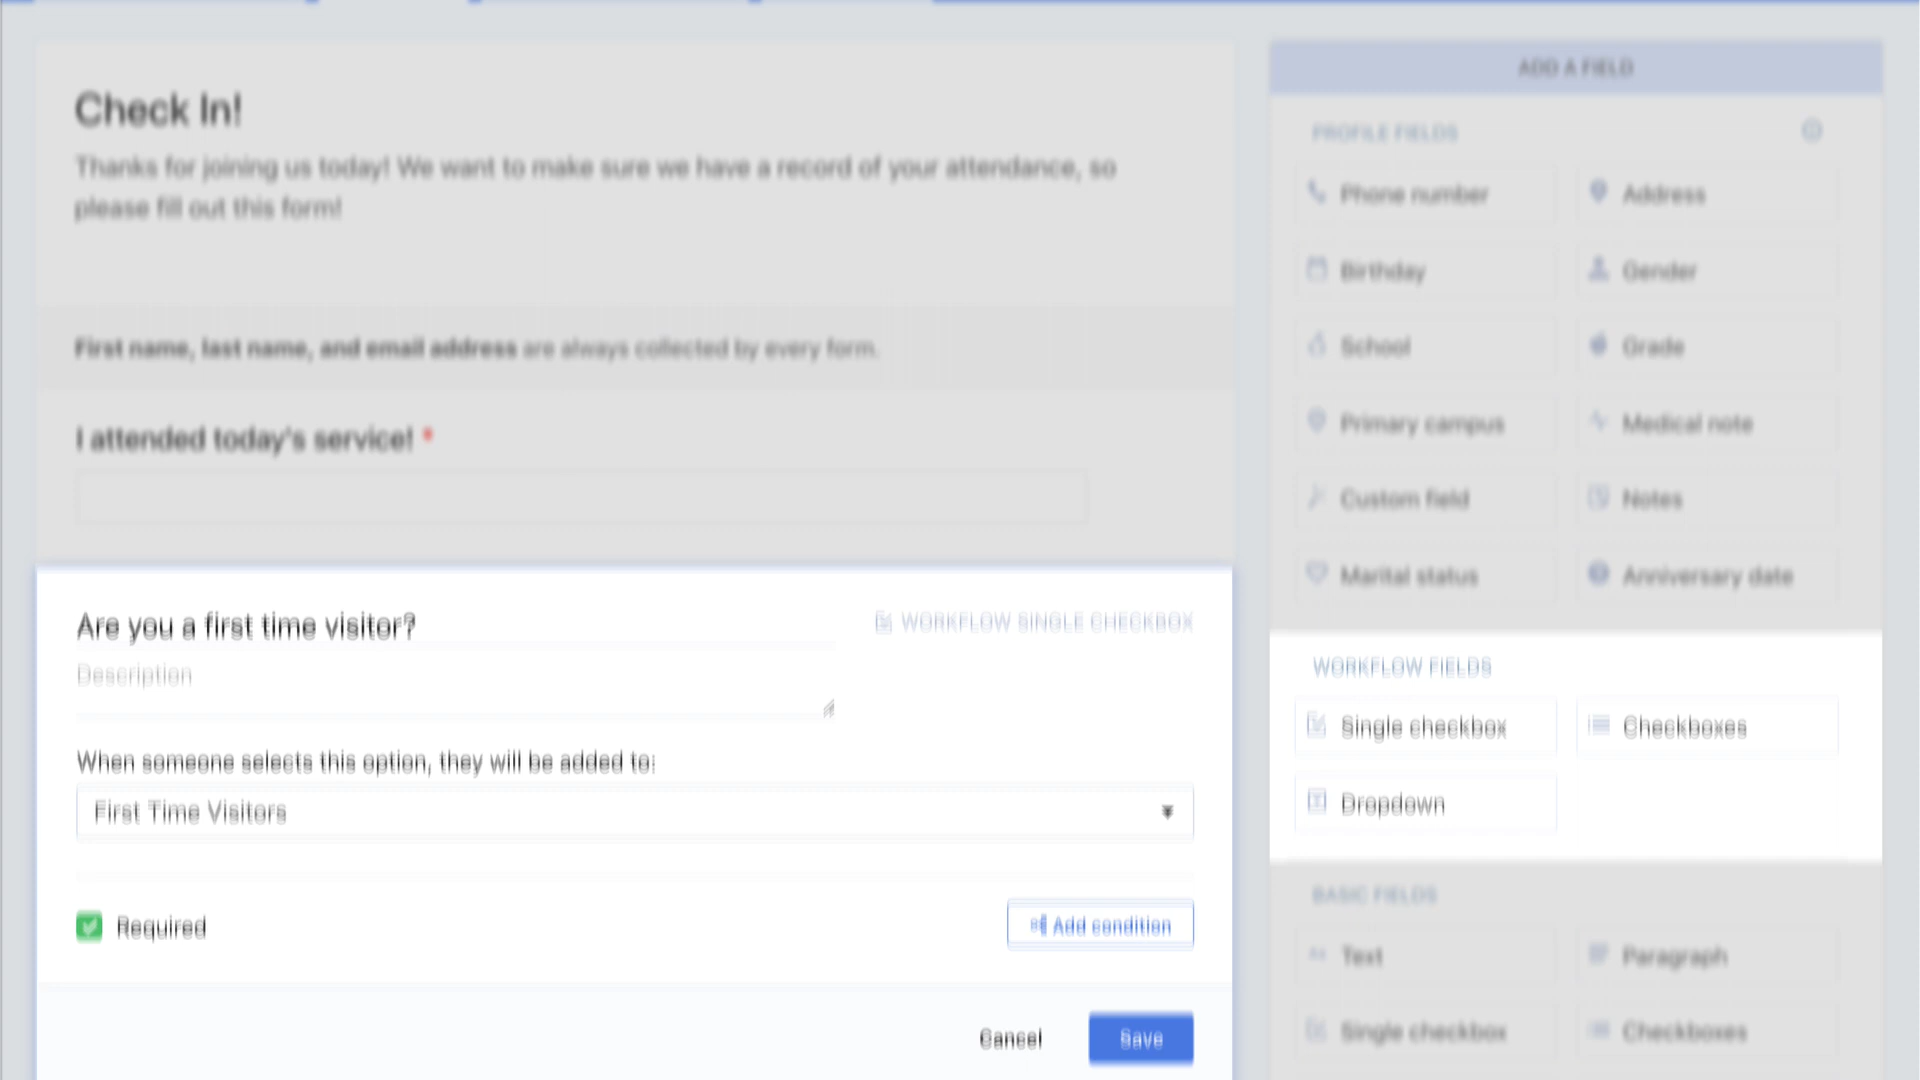 Check In!
Thanks for joining us today! We want to make sure we have a record of your attendance, so
please fill out this form!
First name, last name, and email address are always collected by every form.
I attended today's service! *
Are you a first time visitor?
WORKFLOW SINGLE CHECKBOX
Description
When someone selects this option, they will be added to:
First Time Visitors
Required
Add condition
Cancel
Save
ADD A FIELD
PROFILE FIELDS
Phone number
Address
Birthday
Gender
School
Grade
Primary campus
Medical note
Custom field
Notes
Marital status
Anniversary date
WORKFLOW FIELDS
Single checkbox
Checkboxes
Dropdown
BASIC FIELDS
Text
Paragraph
Single checkbox
Checkboxes